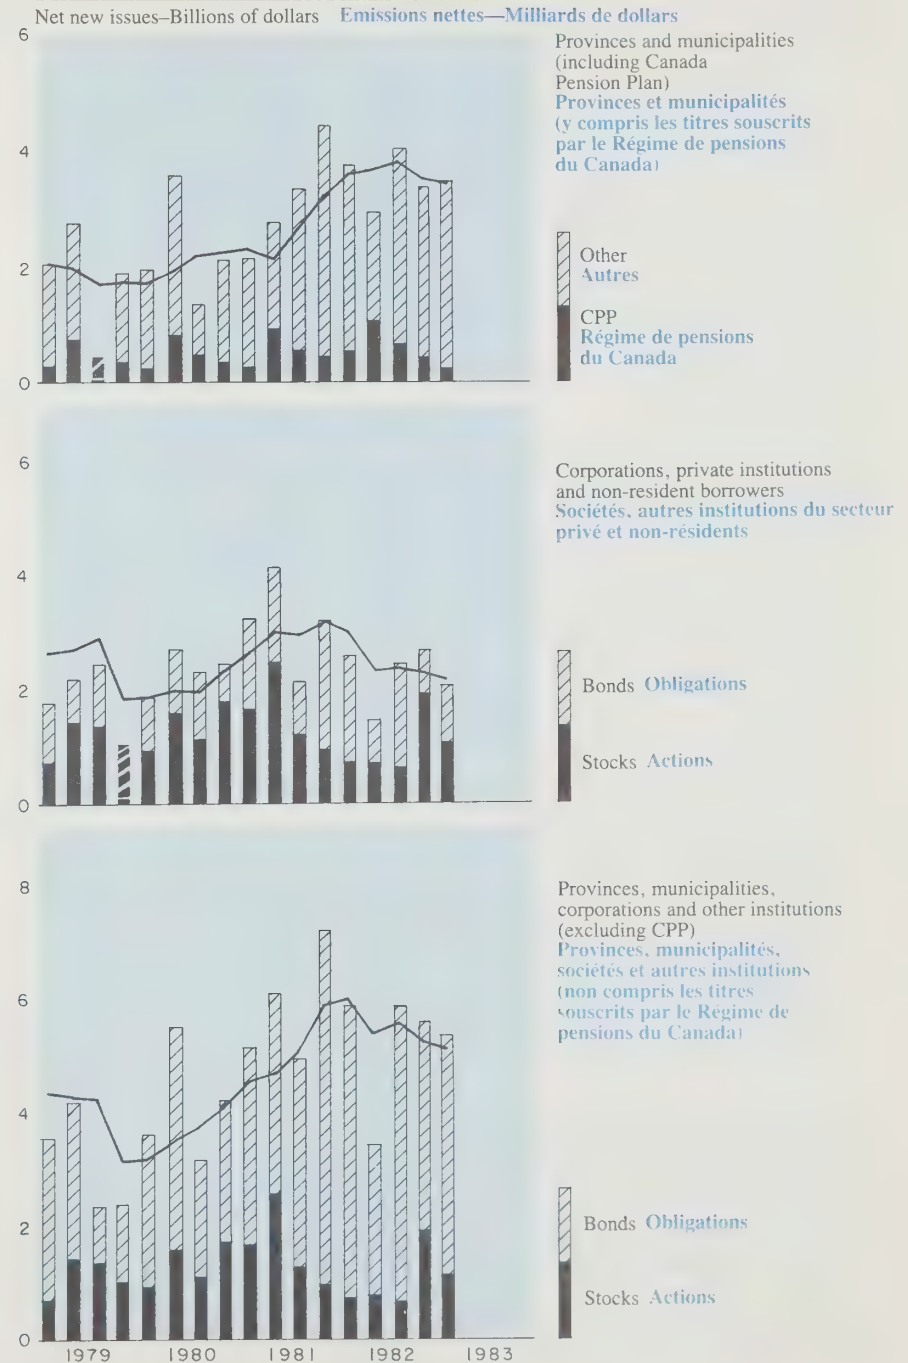 Net new issues–Billions of dollars Emissions nettes—Milliards de dollars
6
4
2
0
Provinces and municipalities
(including Canada
Pension Plan)
Provinces et municipalités
(y compris les titres souscrits
par le Régime de pensions
du Canada)
Other
Autres
CPP
Régime de pensions
du Canada
6
4
2
0
Corporations, private institutions
and non-resident borrowers
Sociétés, autres institutions du secteur
privé et non-résidents
Bonds Obligations
Stocks Actions
8
6
4
2
0
Provinces, municipalities,
corporations and other institutions
(excluding CPP)
Provinces, municipalités,
sociétés et autres institutions
(non compris les titres
souscrits par le Régime de
pensions du Canada)
Bonds Obligations
Stocks Actions
1979 1980 1981 1982 1983